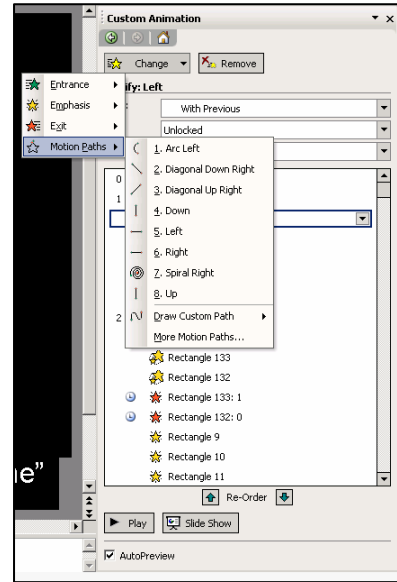 Custom Animation
Change
Remove
ify: Left
With Previous
Unlocked
Entrance
Emphasis
Exit
Motion Paths
1. Arc Left
2. Diagonal Down Right
3. Diagonal Up Right
4. Down
5. Left
6. Right
7. Spiral Right
8. Up
Draw Custom Path
More Motion Paths...
0
1
2
Rectangle 133
Rectangle 132
Rectangle 133: 1
Rectangle 132: 0
Rectangle 9
Rectangle 10
Rectangle 11
e”
Re-Order
Play
Slide Show
AutoPreview